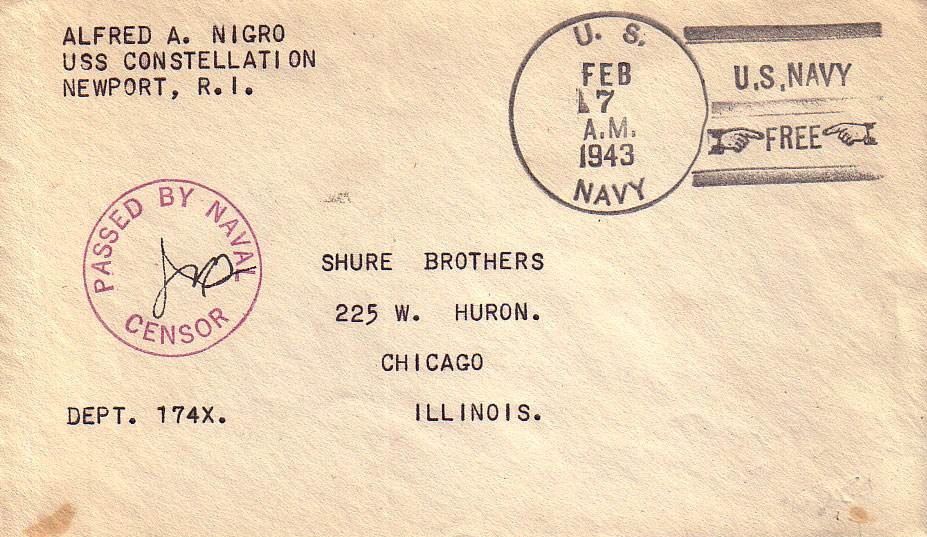 ALFRED A. NIGRO
USS CONSTELLATION
NEWPORT, R.I.
U. S.
FEB
7
A.M.
1943
NAVY
U.S. NAVY
FREE
PASSED BY NAVAL
CENSOR
SHURE BROTHERS
225 W. HURON.
CHICAGO
ILLINOIS.
DEPT. 174X.